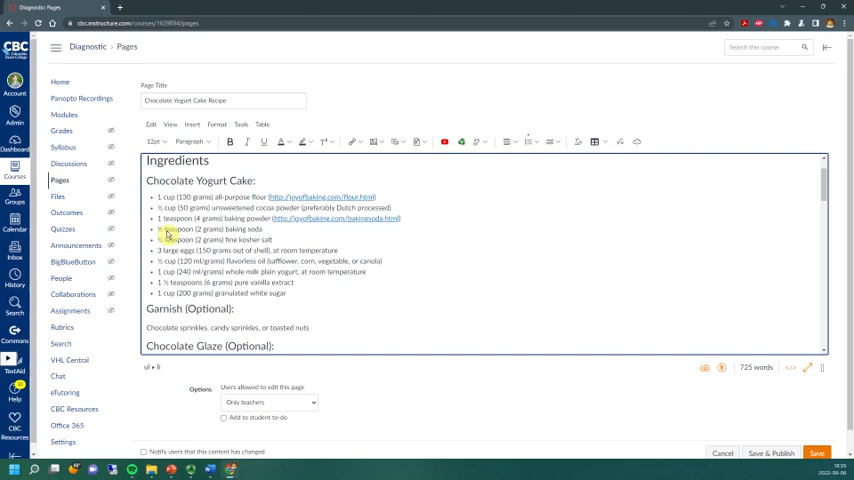 Diagnostic Pages
cbc.instructure.com/courses/1639894/pages
CBC
Diagnostic > Pages
Search this course
Account
Admin
Dashboard
Courses
Groups
Calendar
Inbox
History
Search
Commons
TextAid
10
Help
CBC
Resources
Home
Panopto Recordings
Modules
Grades
Syllabus
Discussions
Pages
Files
Outcomes
Quizzes
Announcements
BigBlueButton
People
Collaborations
Assignments
Rubrics
Search
VHL Central
Chat
eTutoring
CBC Resources
Office 365
Settings
Page Title
Chocolate Yogurt Cake Recipe
Edit View Insert Format Tools Table
12pt Paragraph B I U A
Ingredients
Chocolate Yogurt Cake:
1 cup (130 grams) all-purpose flour (http://joyofbaking.com/flour.html)
½ cup (50 grams) unsweetened cocoa powder (preferably Dutch processed)
1 teaspoon (4 grams) baking powder (http://joyofbaking.com/bakingsoda.html)
½ teaspoon (2 grams) baking soda
½ teaspoon (2 grams) fine kosher salt
3 large eggs (150 grams out of shell), at room temperature
½ cup (120 ml/grams) flavorless oil (safflower, corn, vegetable, or canola)
1 cup (240 ml/grams) whole milk plain yogurt, at room temperature
1 ½ teaspoons (6 grams) pure vanilla extract
1 cup (200 grams) granulated white sugar
Garnish (Optional):
Chocolate sprinkles, candy sprinkles, or toasted nuts
Chocolate Glaze (Optional):
ul ▸ li
725 words </>
Options
Users allowed to edit this page
Only teachers
Add to student to-do
Notify users that this content has changed
Cancel Save & Publish Save
18:35
2022-09-06